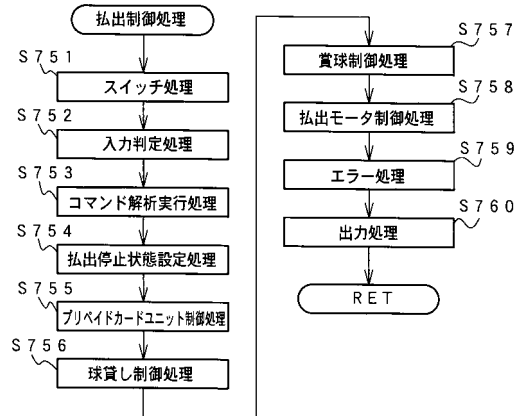 払出制御処理
S751
スイッチ処理
S752
入力判定処理
S753
コマンド解析実行処理
S754
払出停止状態設定処理
S755
プリペイドカードユニット制御処理
S756
球貸し制御処理
S757
賞球制御処理
S758
払出モータ制御処理
S759
エラー処理
S760
出力処理
RET